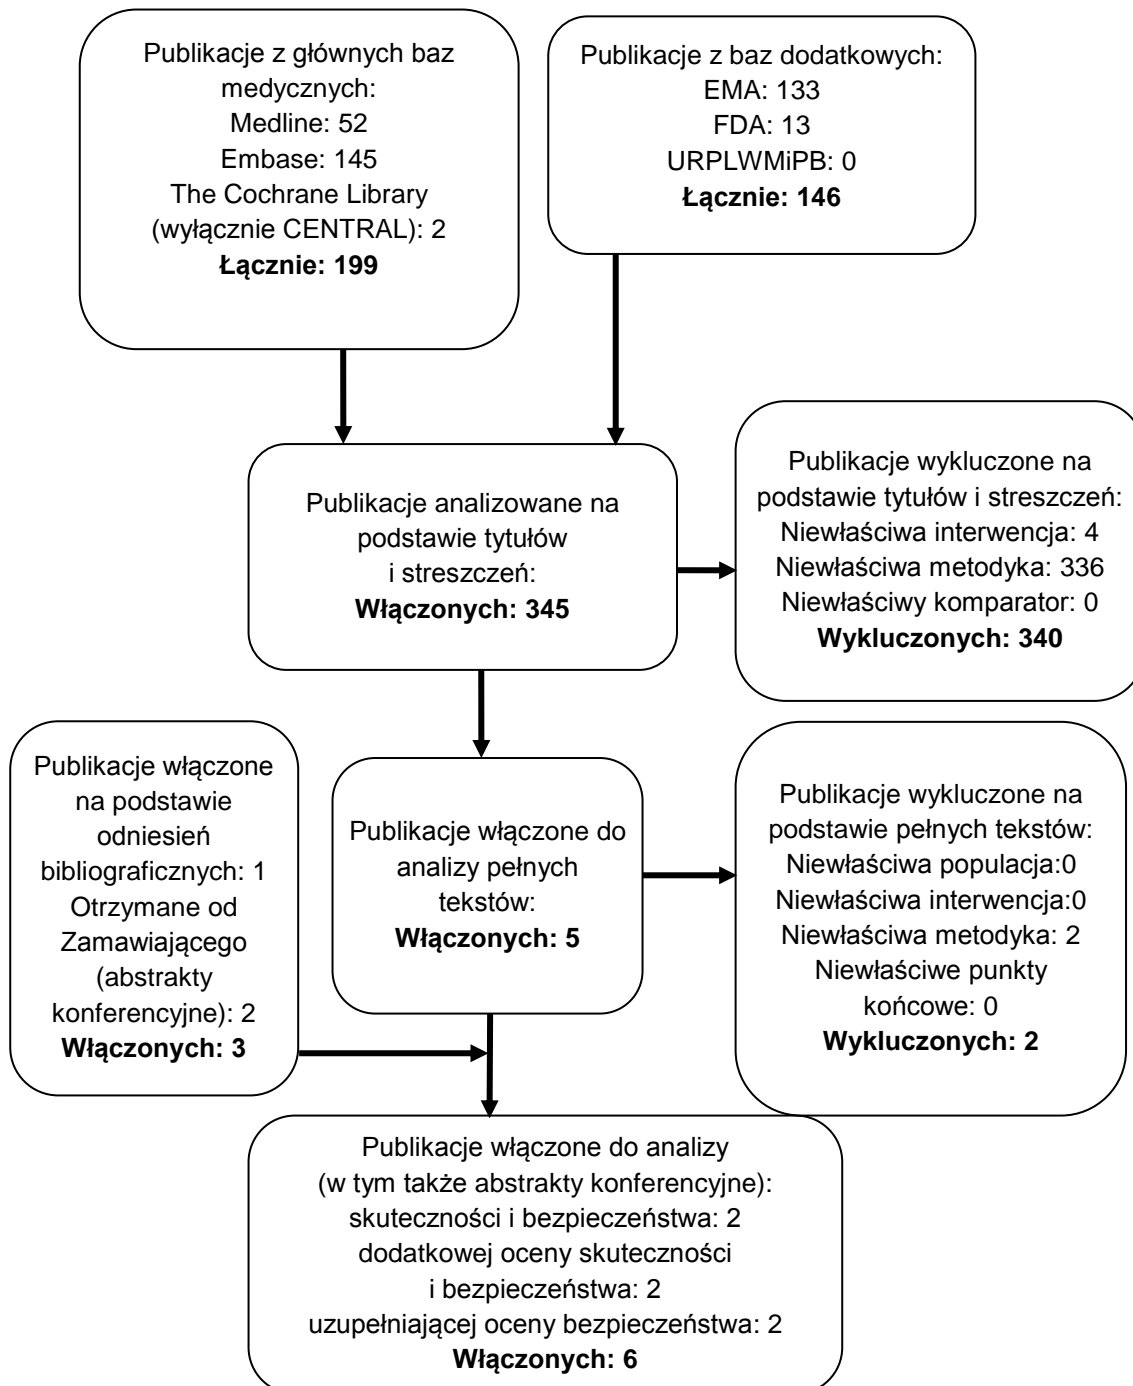 Publikacje z głównych baz
medycznych:
Medline: 52
Embase: 145
The Cochrane Library
(wyłącznie CENTRAL): 2
Łącznie: 199
Publikacje z baz dodatkowych:
EMA: 133
FDA: 13
URPLWMiPB: 0
Łącznie: 146
Publikacje analizowane na
podstawie tytułów
i streszczeń:
Włączonych: 345
Publikacje wykluczone na
podstawie tytułów i streszczeń:
Niewłaściwa interwencja: 4
Niewłaściwa metodyka: 336
Niewłaściwy komparator: 0
Wykluczonych: 340
Publikacje włączone
na podstawie
odniesień
bibliograficznych: 1
Otrzymane od
Zamawiającego
(abstrakty
konferencyjne): 2
Włączonych: 3
Publikacje włączone do
analizy pełnych
tekstów:
Włączonych: 5
Publikacje wykluczone na
podstawie pełnych tekstów:
Niewłaściwa populacja:0
Niewłaściwa interwencja:0
Niewłaściwa metodyka: 2
Niewłaściwe punkty
końcowe: 0
Wykluczonych: 2
Publikacje włączone do analizy
(w tym także abstrakty konferencyjne):
skuteczności i bezpieczeństwa: 2
dodatkowej oceny skuteczności
i bezpieczeństwa: 2
uzupełniającej oceny bezpieczeństwa: 2
Włączonych: 6